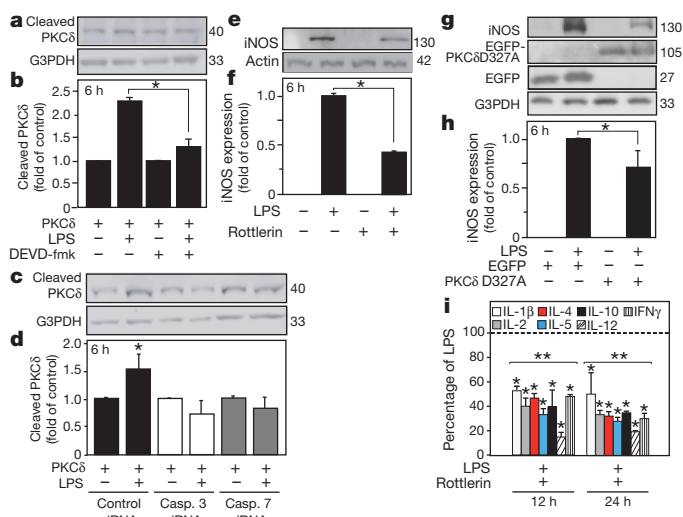 a Cleaved PKCδ 40
G3PDH 33
b
6 h *
2.5
2.0
1.5
1.0
0.5
0
Cleaved PKCδ (fold of control)
PKCδ + + + +
LPS – + – +
DEVD-fmk – – + +
c Cleaved PKCδ 40
G3PDH 33
d
6 h *
2.0
1.5
1.0
0.5
0
Cleaved PKCδ (fold of control)
PKCδ + + + + + +
LPS – + – + – +
Control Casp. 3 Casp. 7
e iNOS 130
Actin 42
f
6 h *
1.0
0.5
0
iNOS expression (fold of control)
LPS – + – +
Rottlerin – – + +
g iNOS 130
EGFP-PKCδD327A 105
EGFP 27
G3PDH 33
h
6 h *
1.0
0.5
0
iNOS expression (fold of control)
LPS – + – +
EGFP + + – –
PKCδ D327A – – + +
i
IL-1β IL-4 IL-10 IFNγ
IL-2 IL-5 IL-12
100
80
60
40
20
0
Percentage of LPS
** **
* * * * * * * * * * * * * *
LPS + +
Rottlerin + +
12 h 24 h